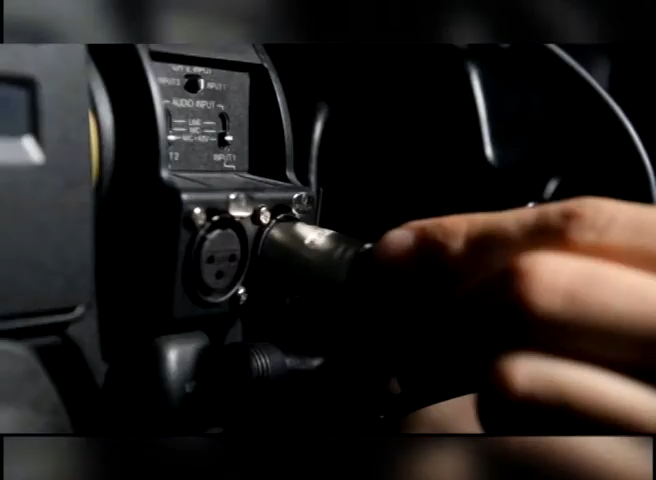 INPUT2 INPUT1
AUDIO INPUT
LINE
MIC
MIC+48V
INPUT1